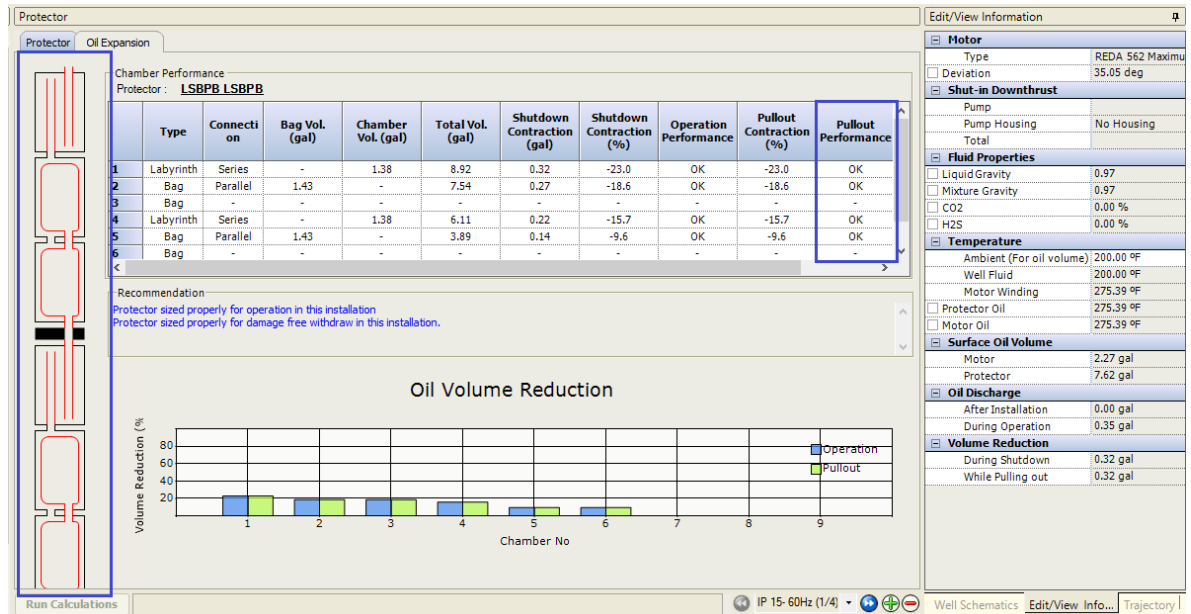 Protector
Protector Oil Expansion
Chamber Performance
Protector : LSBPB LSBPB
Type Connecti on Bag Vol. (gal) Chamber Vol. (gal) Total Vol. (gal) Shutdown Contraction (gal) Shutdown Contraction (%) Operation Performance Pullout Contraction (%) Pullout Performance
1 Labyrinth Series - 1.38 8.92 0.32 -23.0 OK -23.0 OK
2 Bag Parallel 1.43 - 7.54 0.27 -18.6 OK -18.6 OK
3 Bag - - - - - - - - -
4 Labyrinth Series - 1.38 6.11 0.22 -15.7 OK -15.7 OK
5 Bag Parallel 1.43 - 3.89 0.14 -9.6 OK -9.6 OK
6 Bag - - - - - - - - -
Recommendation
Protector sized properly for operation in this installation
Protector sized properly for damage free withdraw in this installation.
Oil Volume Reduction
Volume Reduction (%
80
60
40
20
Operation
Pullout
1 2 3 4 5 6 7 8 9
Chamber No
Run Calculations
IP 15- 60Hz (1/4)
Edit/View Information
Motor
Type REDA 562 Maximu
Deviation 35.05 deg
Shut-in Downthrust
Pump
Pump Housing No Housing
Total
Fluid Properties
Liquid Gravity 0.97
Mixture Gravity 0.97
CO2 0.00 %
H2S 0.00 %
Temperature
Ambient (For oil volume) 200.00 ºF
Well Fluid 200.00 ºF
Motor Winding 275.39 ºF
Protector Oil 275.39 ºF
Motor Oil 275.39 ºF
Surface Oil Volume
Motor 2.27 gal
Protector 7.62 gal
Oil Discharge
After Installation 0.00 gal
During Operation 0.35 gal
Volume Reduction
During Shutdown 0.32 gal
While Pulling out 0.32 gal
Well Schematics Edit/View Info... Trajectory